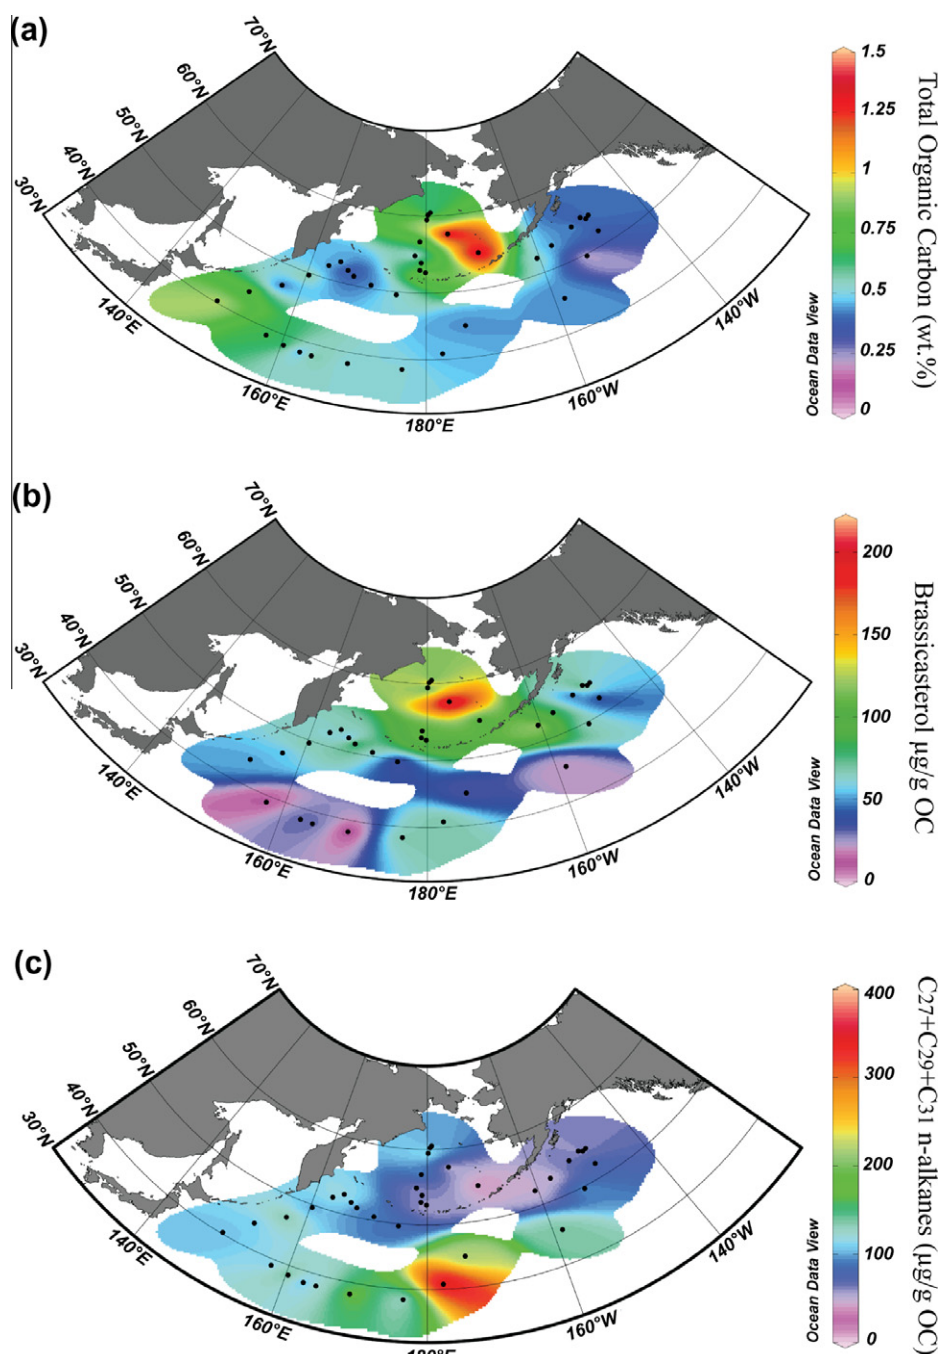 (a)
70°N
60°N
50°N
40°N
30°N
140°E
160°E
180°E
160°W
140°W
Ocean Data View
1.5
1.25
1
0.75
0.5
0.25
0
Total Organic Carbon (wt.%)
(b)
70°N
60°N
50°N
40°N
30°N
140°E
160°E
180°E
160°W
140°W
Ocean Data View
200
150
100
50
0
Brassicasterol µg/g OC
(c)
70°N
60°N
50°N
40°N
30°N
140°E
160°E
180°E
160°W
140°W
Ocean Data View
400
300
200
100
0
C27+C29+C31 n-alkanes (µg/g OC)